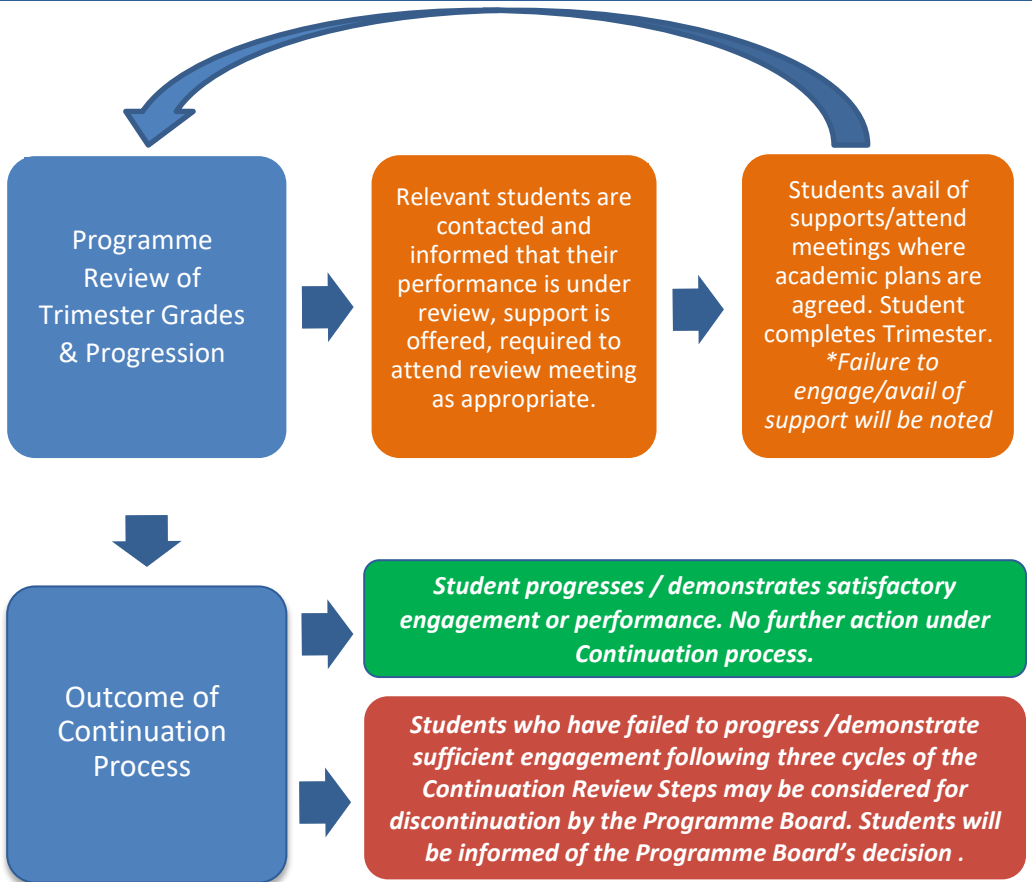 Programme
Review of
Trimester Grades
& Progression
Relevant students are
contacted and
informed that their
performance is under
review, support is
offered, required to
attend review meeting
as appropriate.
Students avail of
supports/attend
meetings where
academic plans are
agreed. Student
completes Trimester.
*Failure to
engage/avail of
support will be noted
Outcome of
Continuation
Process
Student progresses / demonstrates satisfactory
engagement or performance. No further action under
Continuation process.
Students who have failed to progress /demonstrate
sufficient engagement following three cycles of the
Continuation Review Steps may be considered for
discontinuation by the Programme Board. Students will
be informed of the Programme Board’s decision .